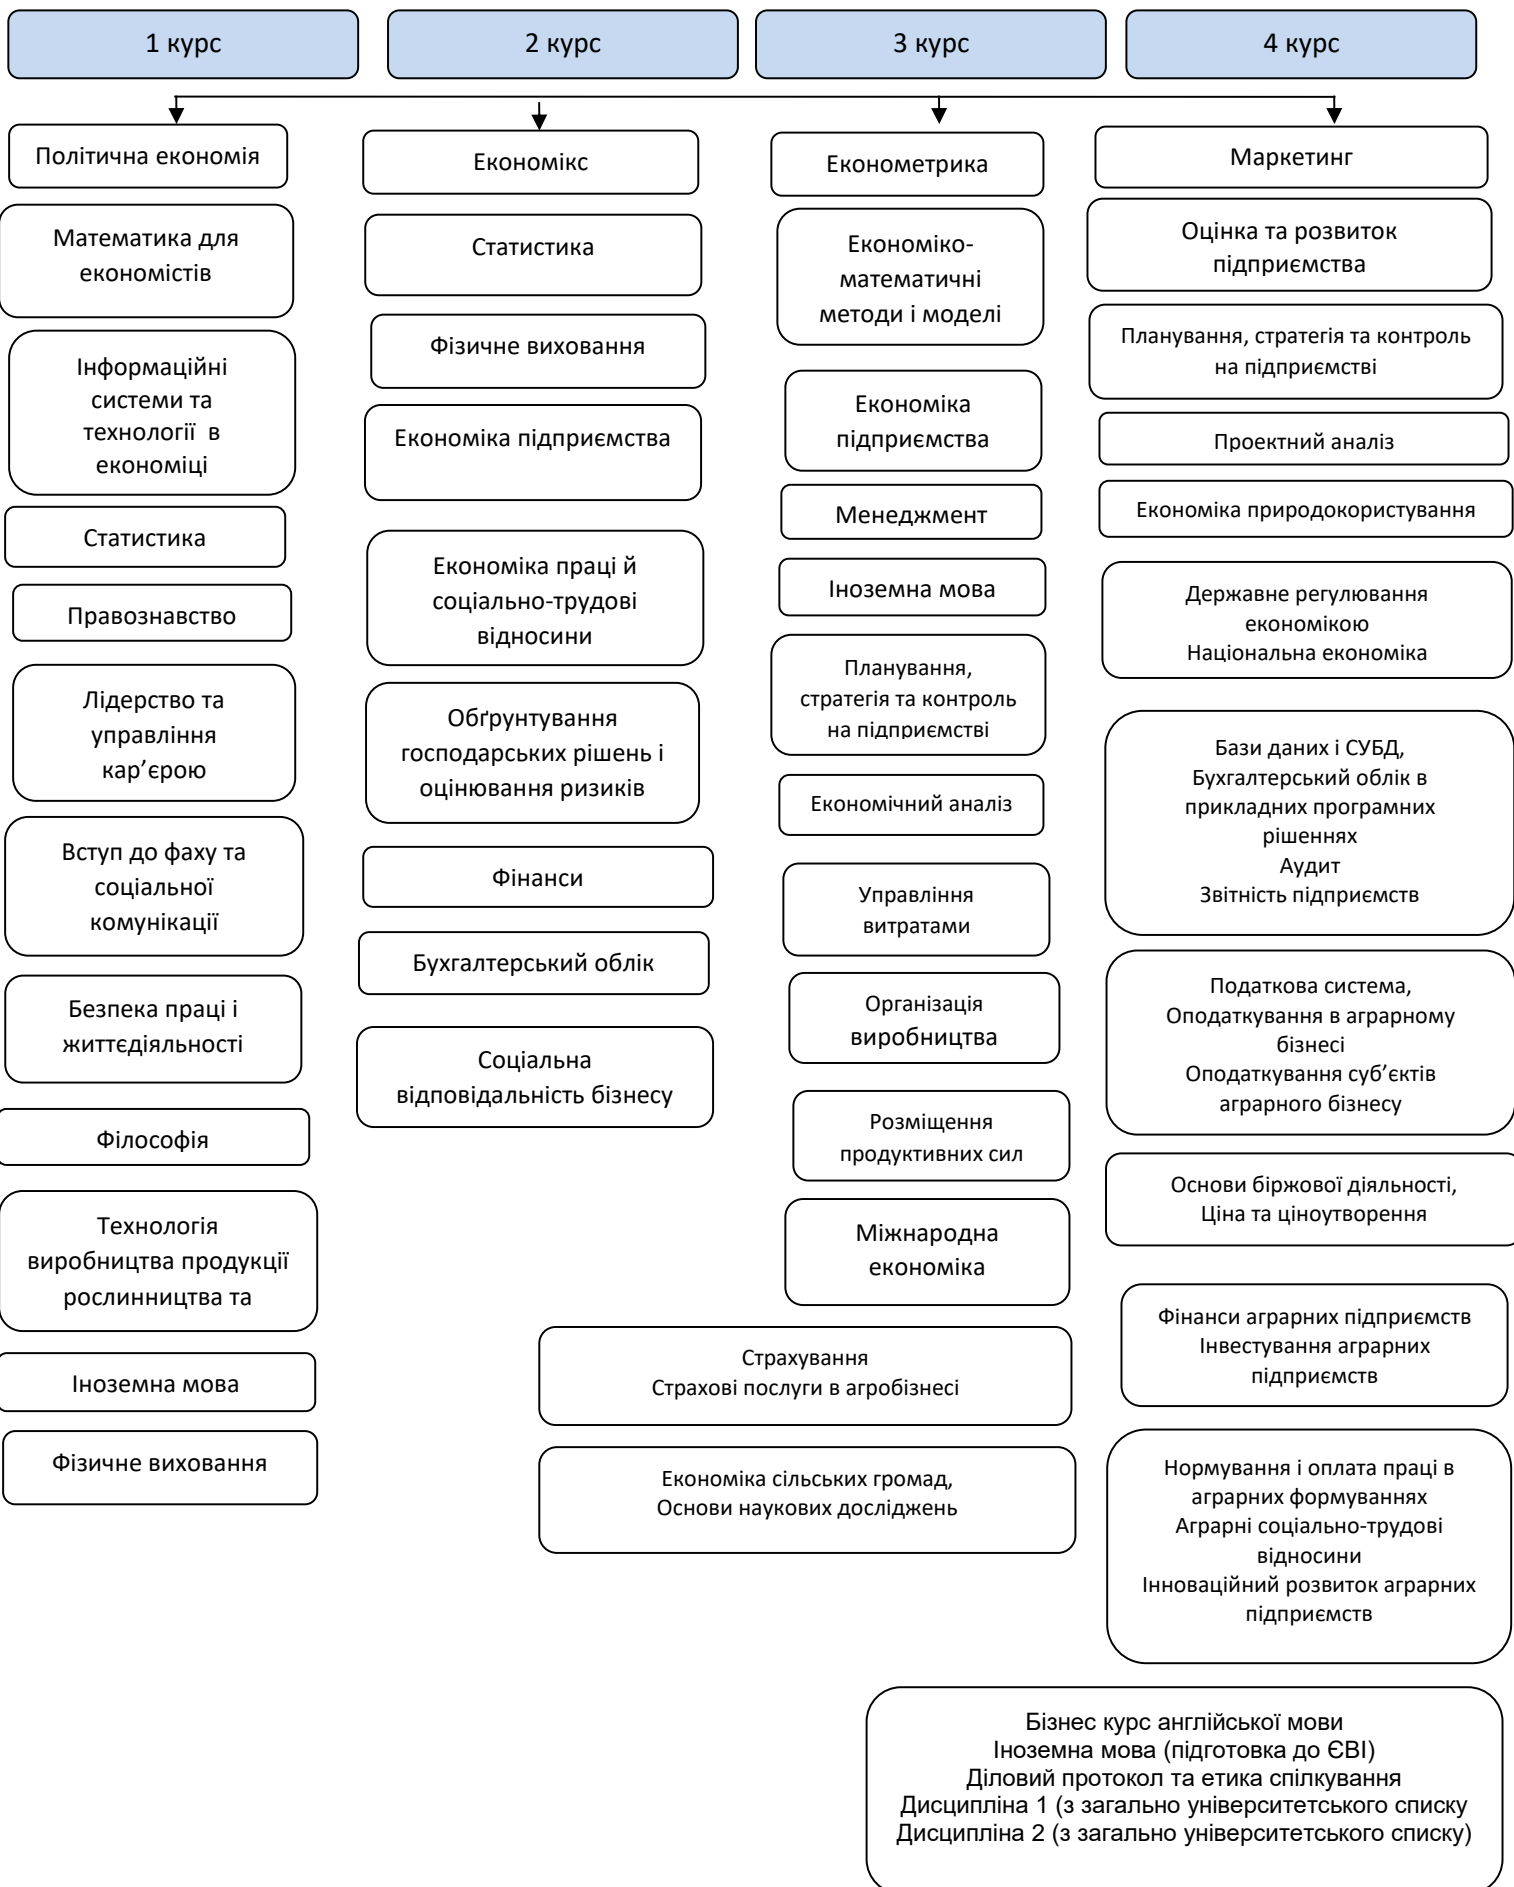 1 курс
2 курс
3 курс
4 курс
Політична економія
Математика для
економістів
Інформаційні
системи та
технології в
економіці
Статистика
Правознавство
Лідерство та
управління
кар’єрою
Вступ до фаху та
соціальної
комунікації
Безпека праці і
життєдіяльності
Філософія
Технологія
виробництва продукції
рослинництва та
Іноземна мова
Фізичне виховання
Економікс
Статистика
Фізичне виховання
Економіка підприємства
Економіка праці й
соціально-трудові
відносини
Обґрунтування
господарських рішень і
оцінювання ризиків
Фінанси
Бухгалтерський облік
Соціальна
відповідальність бізнесу
Економетрика
Економіко-
математичні
методи і моделі
Економіка
підприємства
Менеджмент
Іноземна мова
Планування,
стратегія та контроль
на підприємстві
Економічний аналіз
Управління
витратами
Організація
виробництва
Розміщення
продуктивних сил
Міжнародна
економіка
Страхування
Страхові послуги в агробізнесі
Економіка сільських громад,
Основи наукових досліджень
Маркетинг
Оцінка та розвиток
підприємства
Планування, стратегія та контроль
на підприємстві
Проектний аналіз
Економіка природокористування
Державне регулювання
економікою
Національна економіка
Бази даних і СУБД,
Бухгалтерський облік в
прикладних програмних
рішеннях
Аудит
Звітність підприємств
Податкова система,
Оподаткування в аграрному
бізнесі
Оподаткування суб’єктів
аграрного бізнесу
Основи біржової діяльності,
Ціна та ціноутворення
Фінанси аграрних підприємств
Інвестування аграрних
підприємств
Нормування і оплата праці в
аграрних формуваннях
Аграрні соціально-трудові
відносини
Інноваційний розвиток аграрних
підприємств
Бізнес курс англійської мови
Іноземна мова (підготовка до ЄВІ)
Діловий протокол та етика спілкування
Дисципліна 1 (з загально університетського списку
Дисципліна 2 (з загально університетського списку)